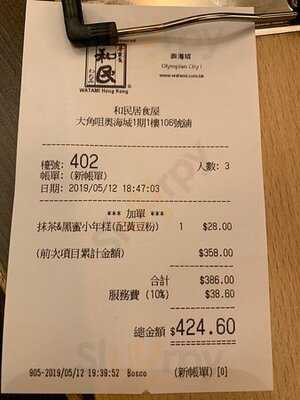 和民
WATAMI Hong Kong
奧海城
Olympian City 1
www.watami.com.hk
和民居食屋
大角咀奧海城1期1樓106號舖
檯號: 402 人數: 3
帳單: (新帳單)
日期: 2019/05/12 18:47:03
*** 加單 ***
抹茶&黑蜜小年糕(配黃豆粉) 1 $28.00
(前次項目累計金額) $358.00
合計 $386.00
服務費 (10%) $38.60
總金額 $424.60
905-2019/05/12 19:39:52 Bosco (新帳單) [0]